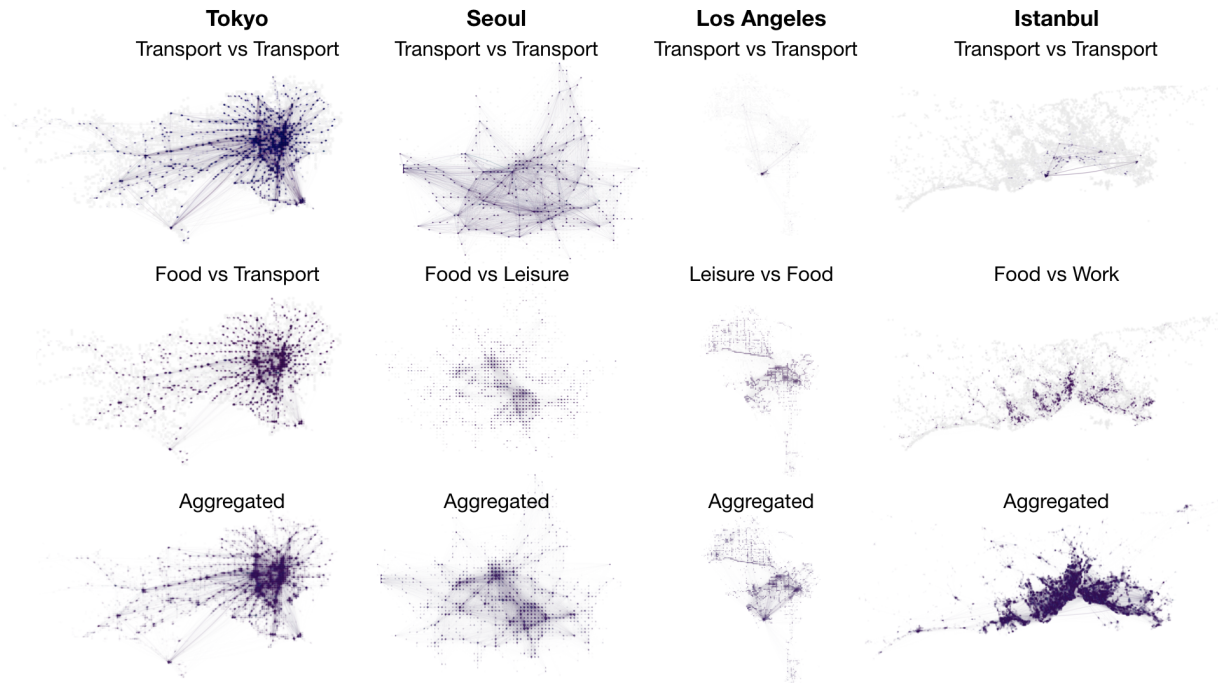 Tokyo Seoul Los Angeles Istanbul
Transport vs Transport Transport vs Transport Transport vs Transport Transport vs Transport
Food vs Transport Food vs Leisure Leisure vs Food Food vs Work
Aggregated Aggregated Aggregated Aggregated